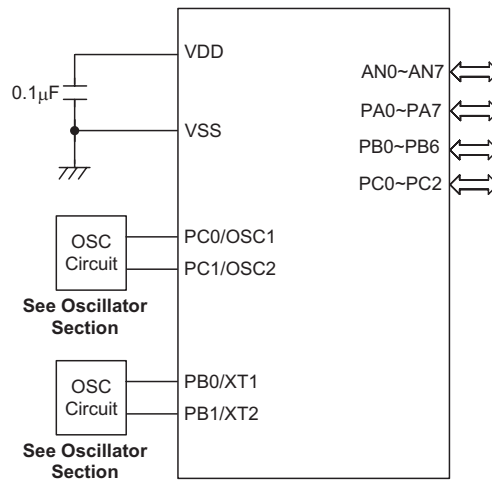 VDD
0.1μF
VSS
AN0~AN7
PA0~PA7
PB0~PB6
PC0~PC2
OSC
Circuit
PC0/OSC1
PC1/OSC2
See Oscillator
Section
OSC
Circuit
PB0/XT1
PB1/XT2
See Oscillator
Section